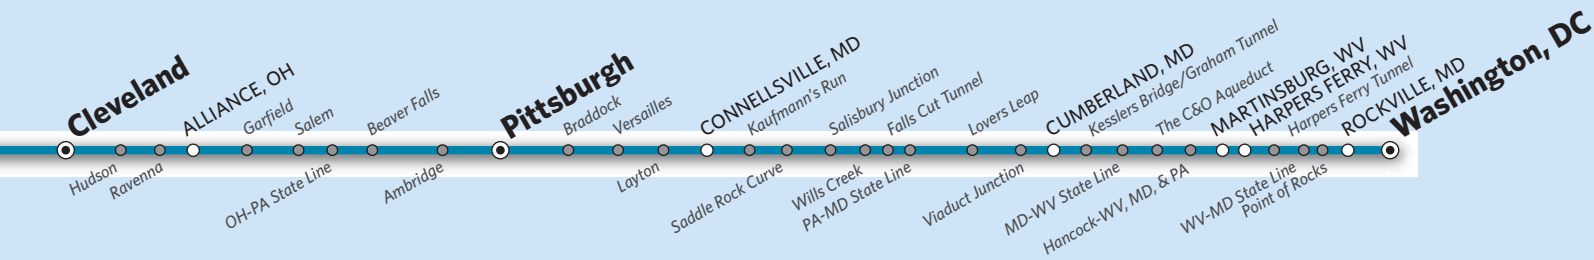 Cleveland
Hudson
Ravenna
ALLIANCE, OH
Garfield
Salem
OH-PA State Line
Beaver Falls
Ambridge
Pittsburgh
Braddock
Versailles
Layton
CONNELLSVILLE, MD
Kaufmann's Run
Saddle Rock Curve
Salisbury Junction
Wills Creek
Falls Cut Tunnel
PA-MD State Line
Lovers Leap
Viaduct Junction
CUMBERLAND, MD
Kesslers Bridge/Graham Tunnel
MD-WV State Line
The C&O Aqueduct
Hancock-WV, MD, & PA
MARTINSBURG, WV
HARPERS FERRY, WV
Harpers Ferry Tunnel
WV-MD State Line
Point of Rocks
ROCKVILLE, MD
Washington, DC